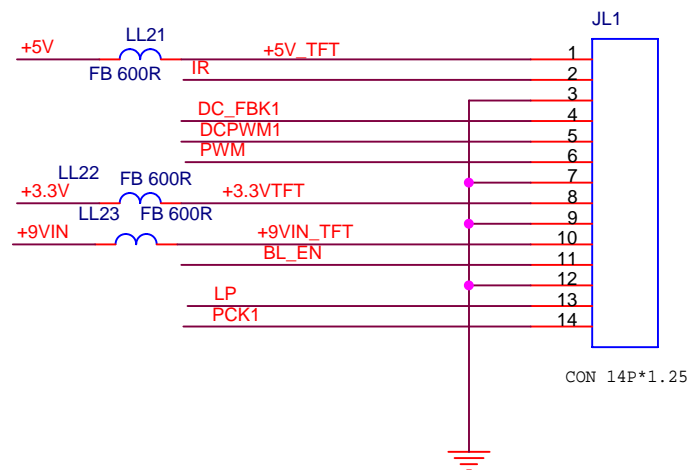 JL1
LL21
+5V
+5V_TFT
1
FB 600R
IR
2
3
DC_FBK1
4
DCPWM1
5
PWM
6
LL22
FB 600R
7
+3.3V
+3.3VTFT
8
LL23
FB 600R
9
+9VIN
+9VIN_TFT
10
BL_EN
11
12
LP
13
PCK1
14
CON 14P*1.25